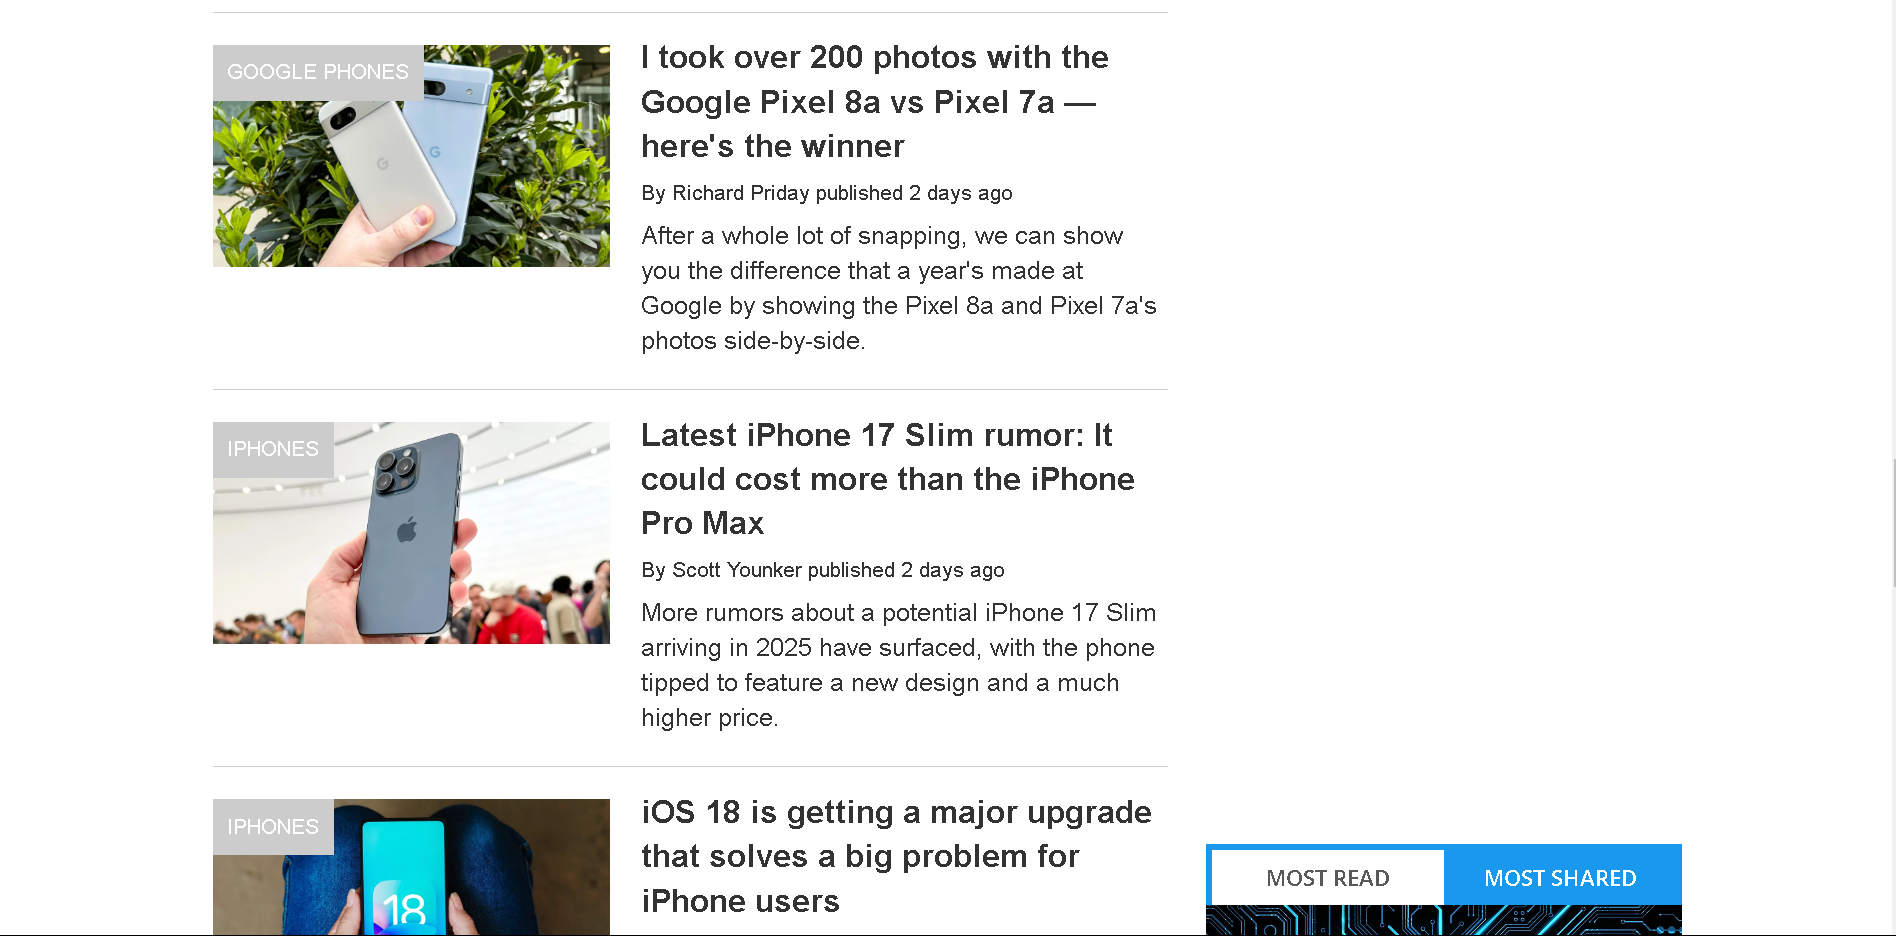 GOOGLE PHONES
I took over 200 photos with the
Google Pixel 8a vs Pixel 7a —
here's the winner
By Richard Priday published 2 days ago
After a whole lot of snapping, we can show
you the difference that a year's made at
Google by showing the Pixel 8a and Pixel 7a's
photos side-by-side.
IPHONES
Latest iPhone 17 Slim rumor: It
could cost more than the iPhone
Pro Max
By Scott Younker published 2 days ago
More rumors about a potential iPhone 17 Slim
arriving in 2025 have surfaced, with the phone
tipped to feature a new design and a much
higher price.
IPHONES
18
iOS 18 is getting a major upgrade
that solves a big problem for
iPhone users
MOST READ
MOST SHARED